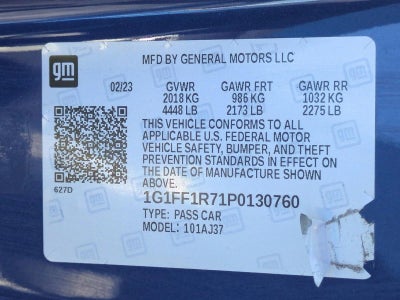 gm
MFD BY GENERAL MOTORS LLC
02/23 GVWR GAWR FRT GAWR RR
2018 KG 986 KG 1032 KG
4448 LB 2173 LB 2275 LB
THIS VEHICLE CONFORMS TO ALL
APPLICABLE U.S. FEDERAL MOTOR
VEHICLE SAFETY, BUMPER, AND THEFT
PREVENTION STANDARDS IN EFFECT ON
THE DATE OF MANUFACTURE SHOWN
ABOVE.
627D
1G1FF1R71P0130760
TYPE: PASS CAR
MODEL: 101AJ37